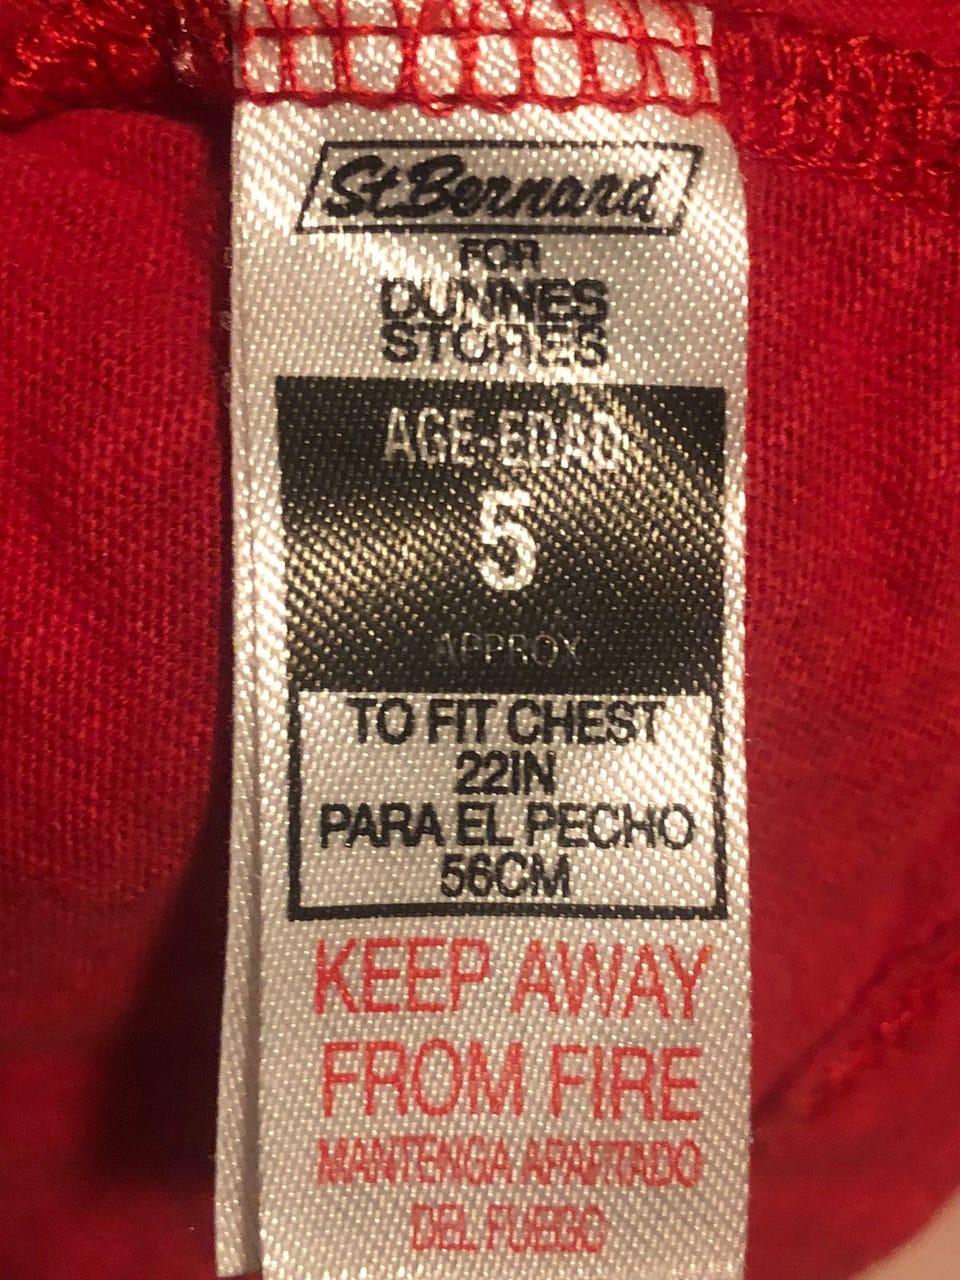 St Bernard
FOR
DUNNES
STORES
AGE-EDAD
5
APPROX
TO FIT CHEST
22IN
PARA EL PECHO
56CM
KEEP AWAY
FROM FIRE
MANTENGA APARTADO
DEL FUEGO